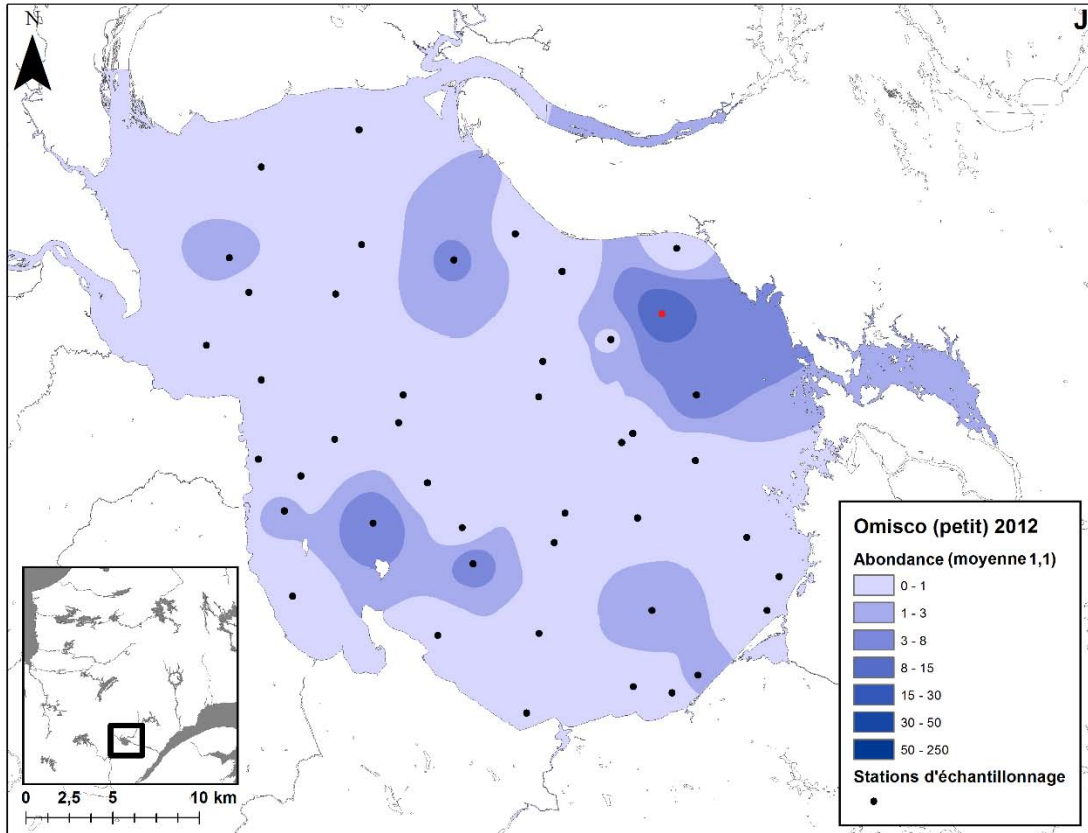 N
J
Omisco (petit) 2012
Abondance (moyenne 1,1)
0 - 1
1 - 3
3 - 8
8 - 15
15 - 30
30 - 50
50 - 250
Stations d'échantillonnage
0 2,5 5 10 km